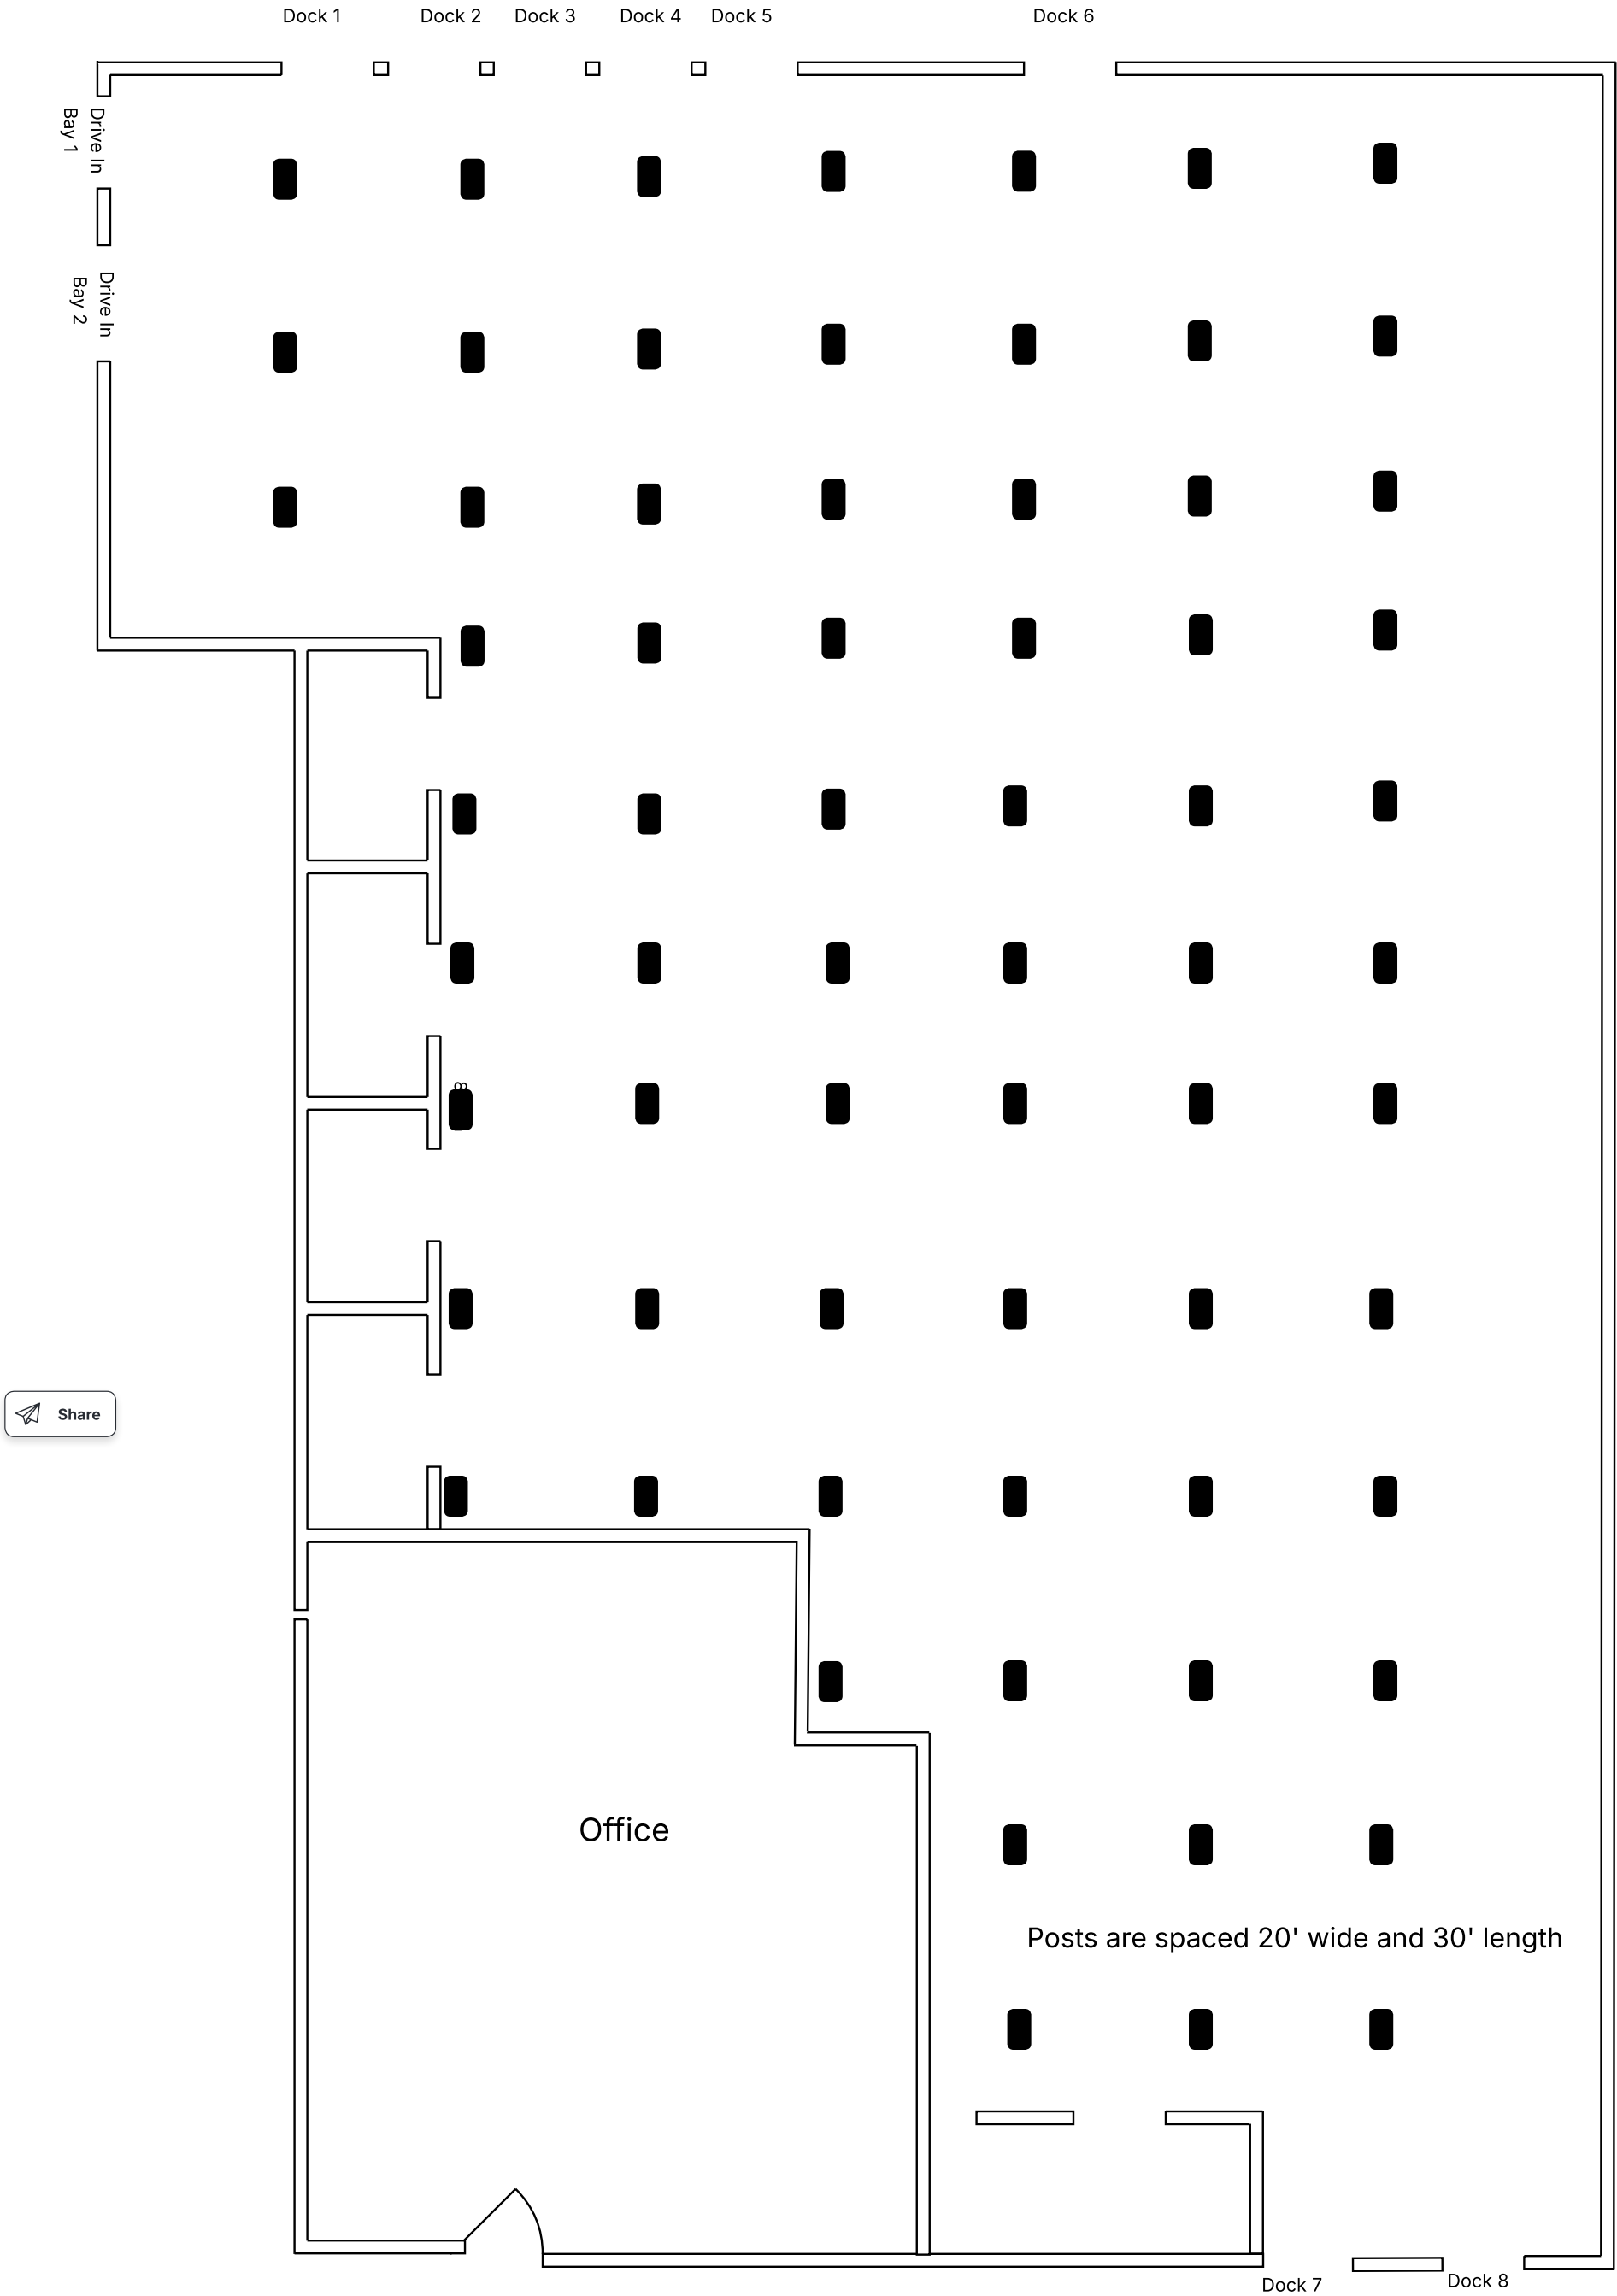 Dock 1
Dock 2
Dock 3
Dock 4
Dock 5
Dock 6
Drive In
Bay 1
Drive In
Bay 2
8
Share
Office
Posts are spaced 20' wide and 30' length
Dock 7
Dock 8